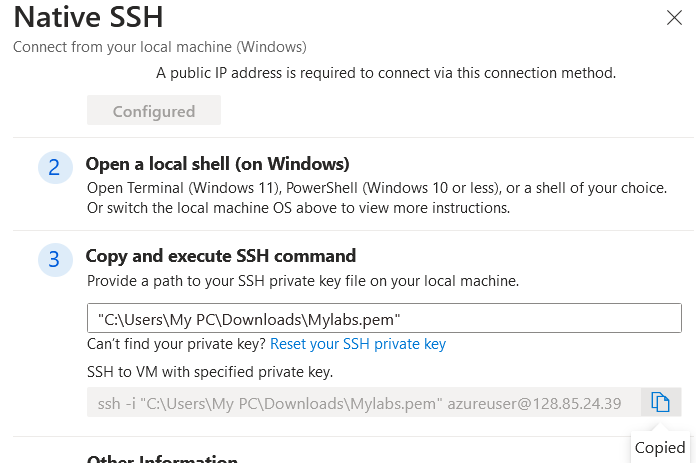 Native SSH
Connect from your local machine (Windows)
A public IP address is required to connect via this connection method.
Configured
2
Open a local shell (on Windows)
Open Terminal (Windows 11), PowerShell (Windows 10 or less), or a shell of your choice.
Or switch the local machine OS above to view more instructions.
3
Copy and execute SSH command
Provide a path to your SSH private key file on your local machine.
"C:\Users\My PC\Downloads\Mylabs.pem"
Can't find your private key? Reset your SSH private key
SSH to VM with specified private key.
ssh -i "C:\Users\My PC\Downloads\Mylabs.pem" azureuser@128.85.24.39
Copied
Other Information